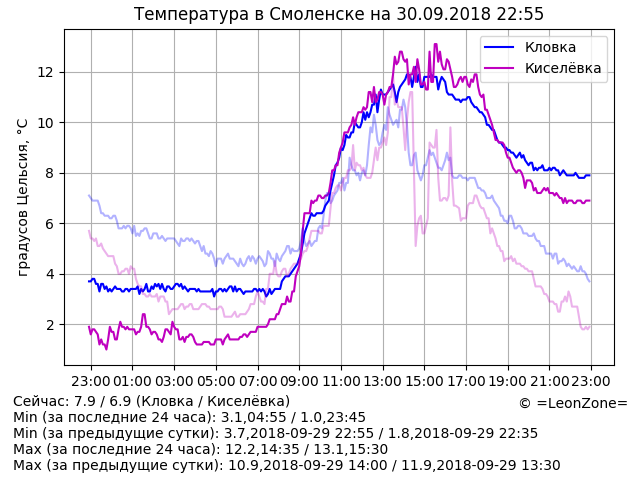 Температура в Смоленске на 30.09.2018 22:55
Кловка
Киселёвка
градусов Цельсия, °C
12
10
8
6
4
2
23:00 01:00 03:00 05:00 07:00 09:00 11:00 13:00 15:00 17:00 19:00 21:00 23:00
Сейчас: 7.9 / 6.9 (Кловка / Киселёвка)
© =LeonZone=
Min (за последние 24 часа): 3.1,04:55 / 1.0,23:45
Min (за предыдущие сутки): 3.7,2018-09-29 22:55 / 1.8,2018-09-29 22:35
Max (за последние 24 часа): 12.2,14:35 / 13.1,15:30
Max (за предыдущие сутки): 10.9,2018-09-29 14:00 / 11.9,2018-09-29 13:30